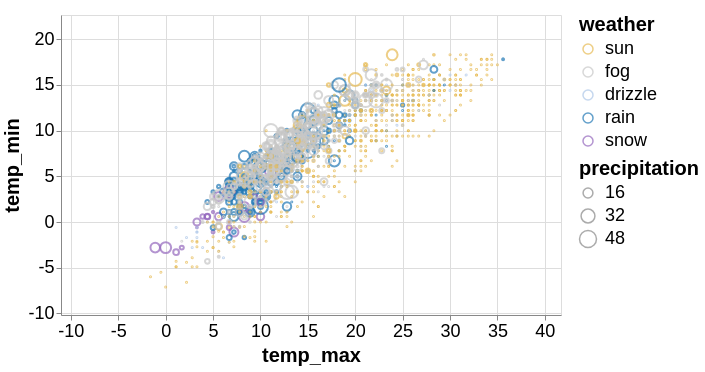 temp_min
20
15
10
5
0
-5
-10
-10 -5 0 5 10 15 20 25 30 35 40
temp_max
weather
sun
fog
drizzle
rain
snow
precipitation
16
32
48